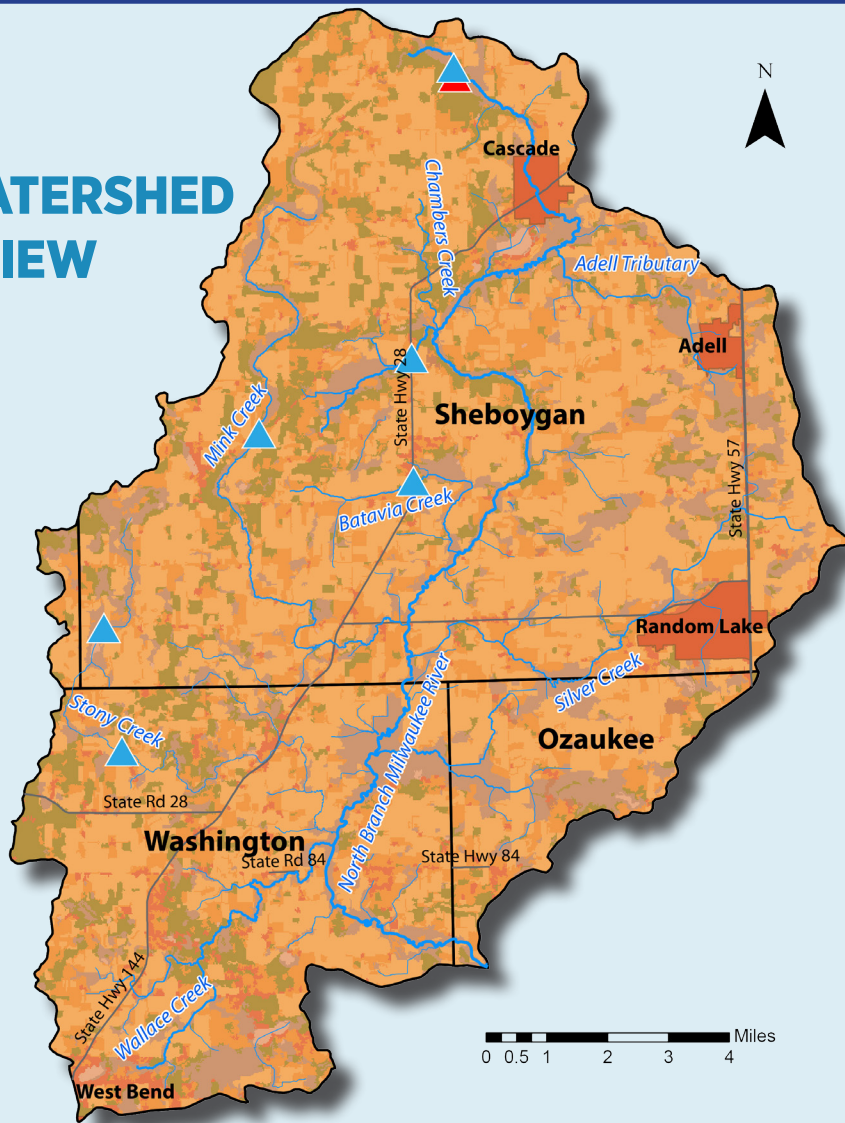 N
Cascade
ATERSHED
IEW
Chambers Creek
Adell Tributary
Adell
State Hwy 28
Sheboygan
Mink Creek
State Hwy 57
Batavia Creek
Random Lake
Silver Creek
North Branch Milwaukee River
Stony Creek
Ozaukee
State Rd 28
Washington
State Rd 84
State Hwy 84
State Hwy 144
Wallace Creek
Miles
0 0.5 1 2 3 4
West Bend